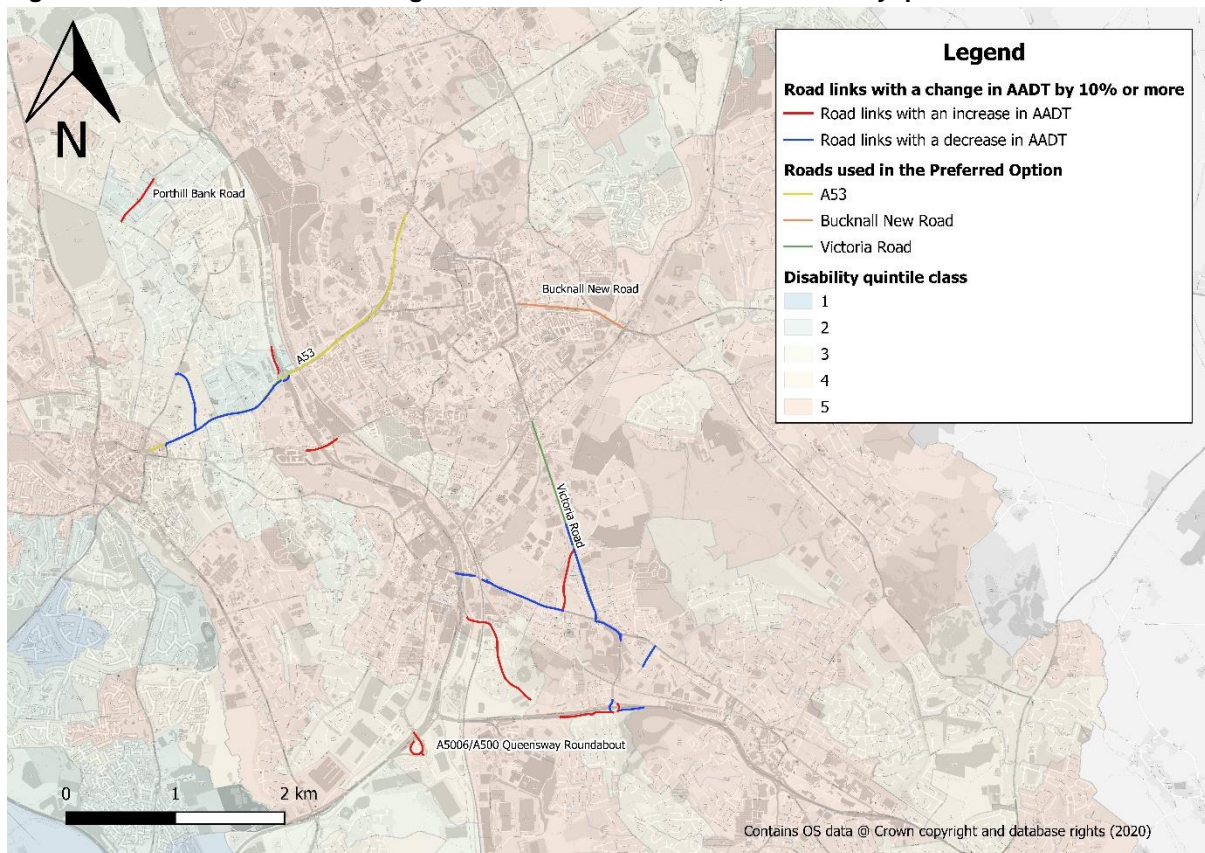 N
Legend
Road links with a change in AADT by 10% or more
Road links with an increase in AADT
Road links with a decrease in AADT
Roads used in the Preferred Option
A53
Bucknall New Road
Victoria Road
Disability quintile class
1
2
3
4
5
Porthill Bank Road
Bucknall New Road
A53
Victoria Road
A5006/A500 Queensway Roundabout
0 1 2 km
Contains OS data @ Crown copyright and database rights (2020)